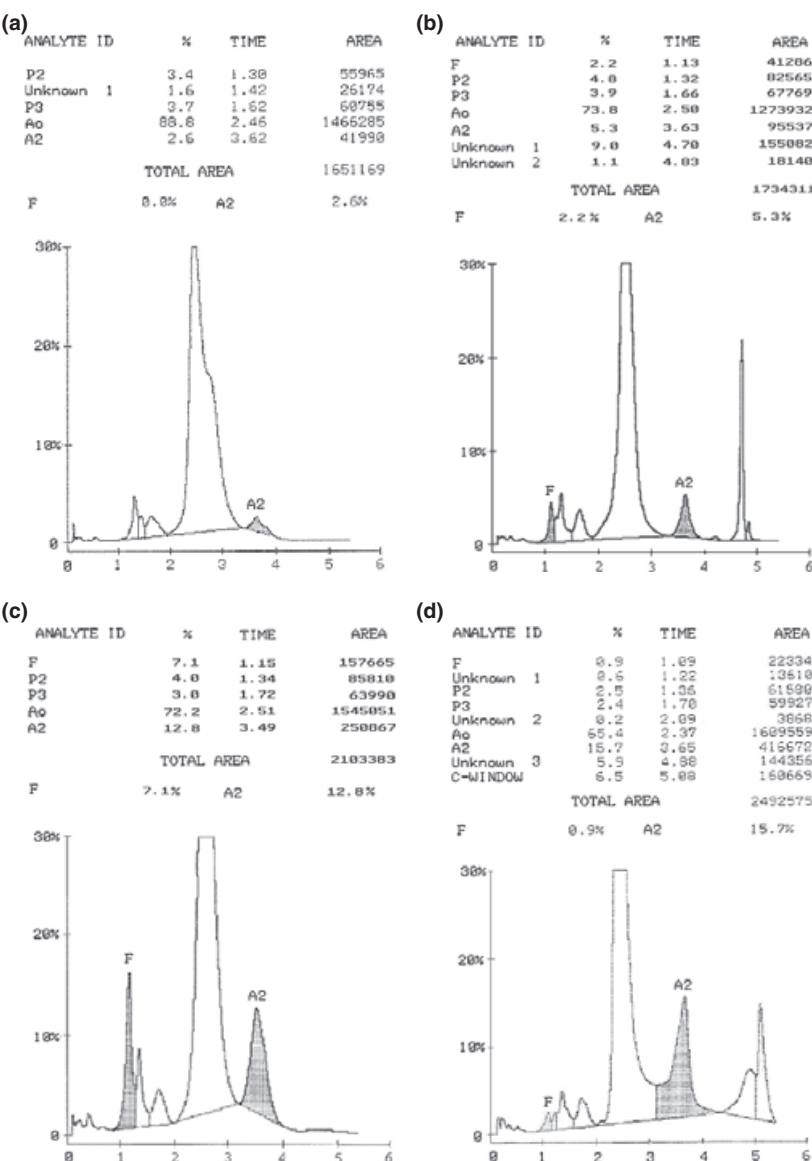 (a)
ANALYTE ID % TIME AREA
P2 3.4 1.30 55965
Unknown 1 1.6 1.42 26174
P3 3.7 1.62 60755
Ao 88.8 2.46 1466285
A2 2.6 3.62 41990
TOTAL AREA 1651169
F 0.0% A2 2.6%
30%
20%
10%
0
A2
0 1 2 3 4 5 6
(b)
ANALYTE ID % TIME AREA
F 2.2 1.13 41286
P2 4.8 1.32 82565
P3 3.9 1.66 67769
Ao 73.8 2.50 1273932
A2 5.3 3.63 95537
Unknown 1 9.0 4.70 155082
Unknown 2 1.1 4.83 18140
TOTAL AREA 1734311
F 2.2% A2 5.3%
30%
20%
10%
0
F
A2
0 1 2 3 4 5 6
(c)
ANALYTE ID % TIME AREA
F 7.1 1.15 157665
P2 4.0 1.34 85810
P3 3.0 1.72 63990
Ao 72.2 2.51 1545051
A2 12.8 3.49 250867
TOTAL AREA 2103383
F 7.1% A2 12.8%
30%
20%
10%
0
F
A2
0 1 2 3 4 5 6
(d)
ANALYTE ID % TIME AREA
F 0.9 1.09 22334
Unknown 1 0.6 1.22 13610
P2 2.5 1.36 61580
P3 2.4 1.70 59927
Unknown 2 0.2 2.09 3868
Ao 65.4 2.37 1609559
A2 15.7 3.65 416672
Unknown 3 5.9 4.88 144356
C-WINDOW 6.5 5.08 160669
TOTAL AREA 2492575
F 0.9% A2 15.7%
30%
20%
10%
0
F
A2
0 1 2 3 4 5 6